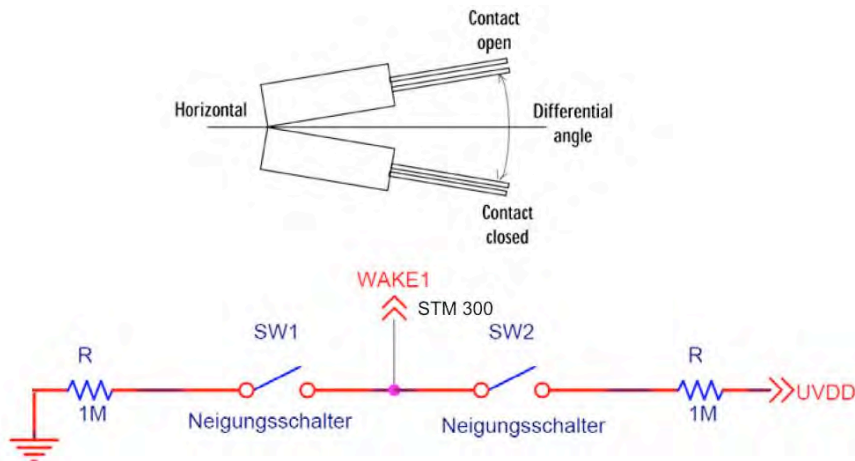 Contact
open
Horizontal
Differential
angle
Contact
closed
WAKE1
STM 300
SW1
SW2
R
R
1M
1M
UVDD
Neigungsschalter
Neigungsschalter